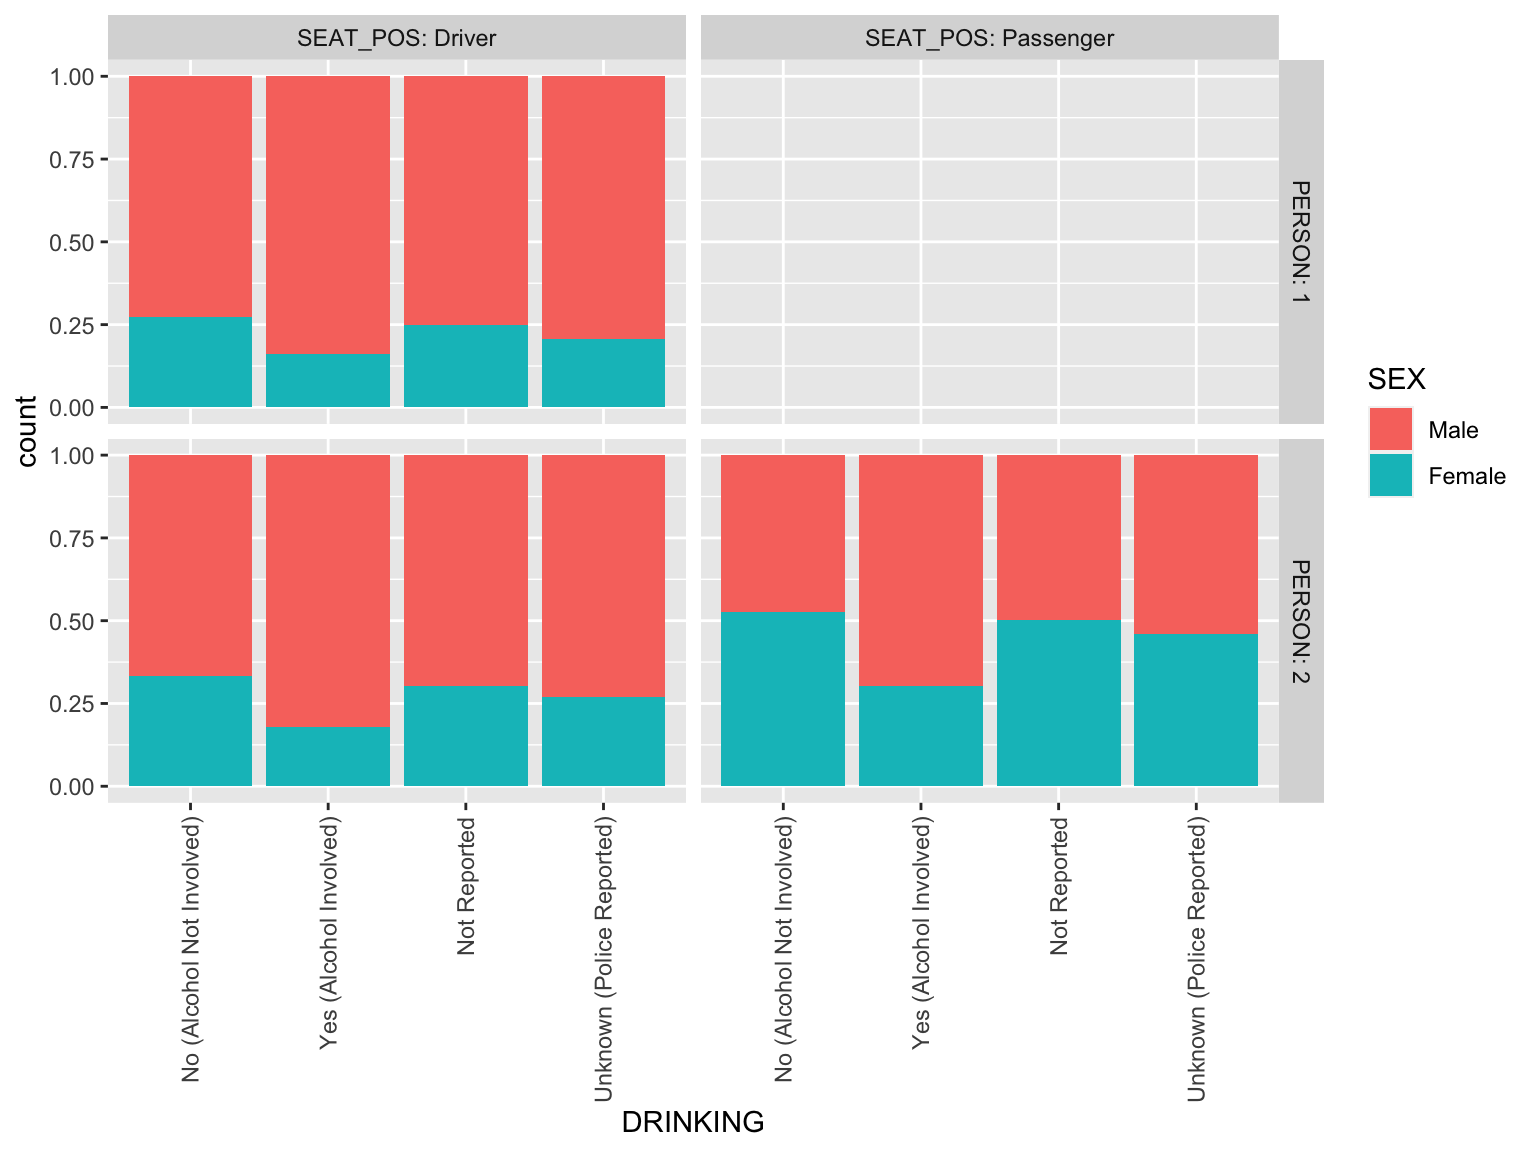 SEAT_POS: Driver
SEAT_POS: Passenger
1.00
0.75
0.50
0.25
0.00
PERSON: 1
count
1.00
0.75
0.50
0.25
0.00
PERSON: 2
SEX
Male
Female
No (Alcohol Not Involved)
Yes (Alcohol Involved)
Not Reported
Unknown (Police Reported)
No (Alcohol Not Involved)
Yes (Alcohol Involved)
Not Reported
Unknown (Police Reported)
DRINKING